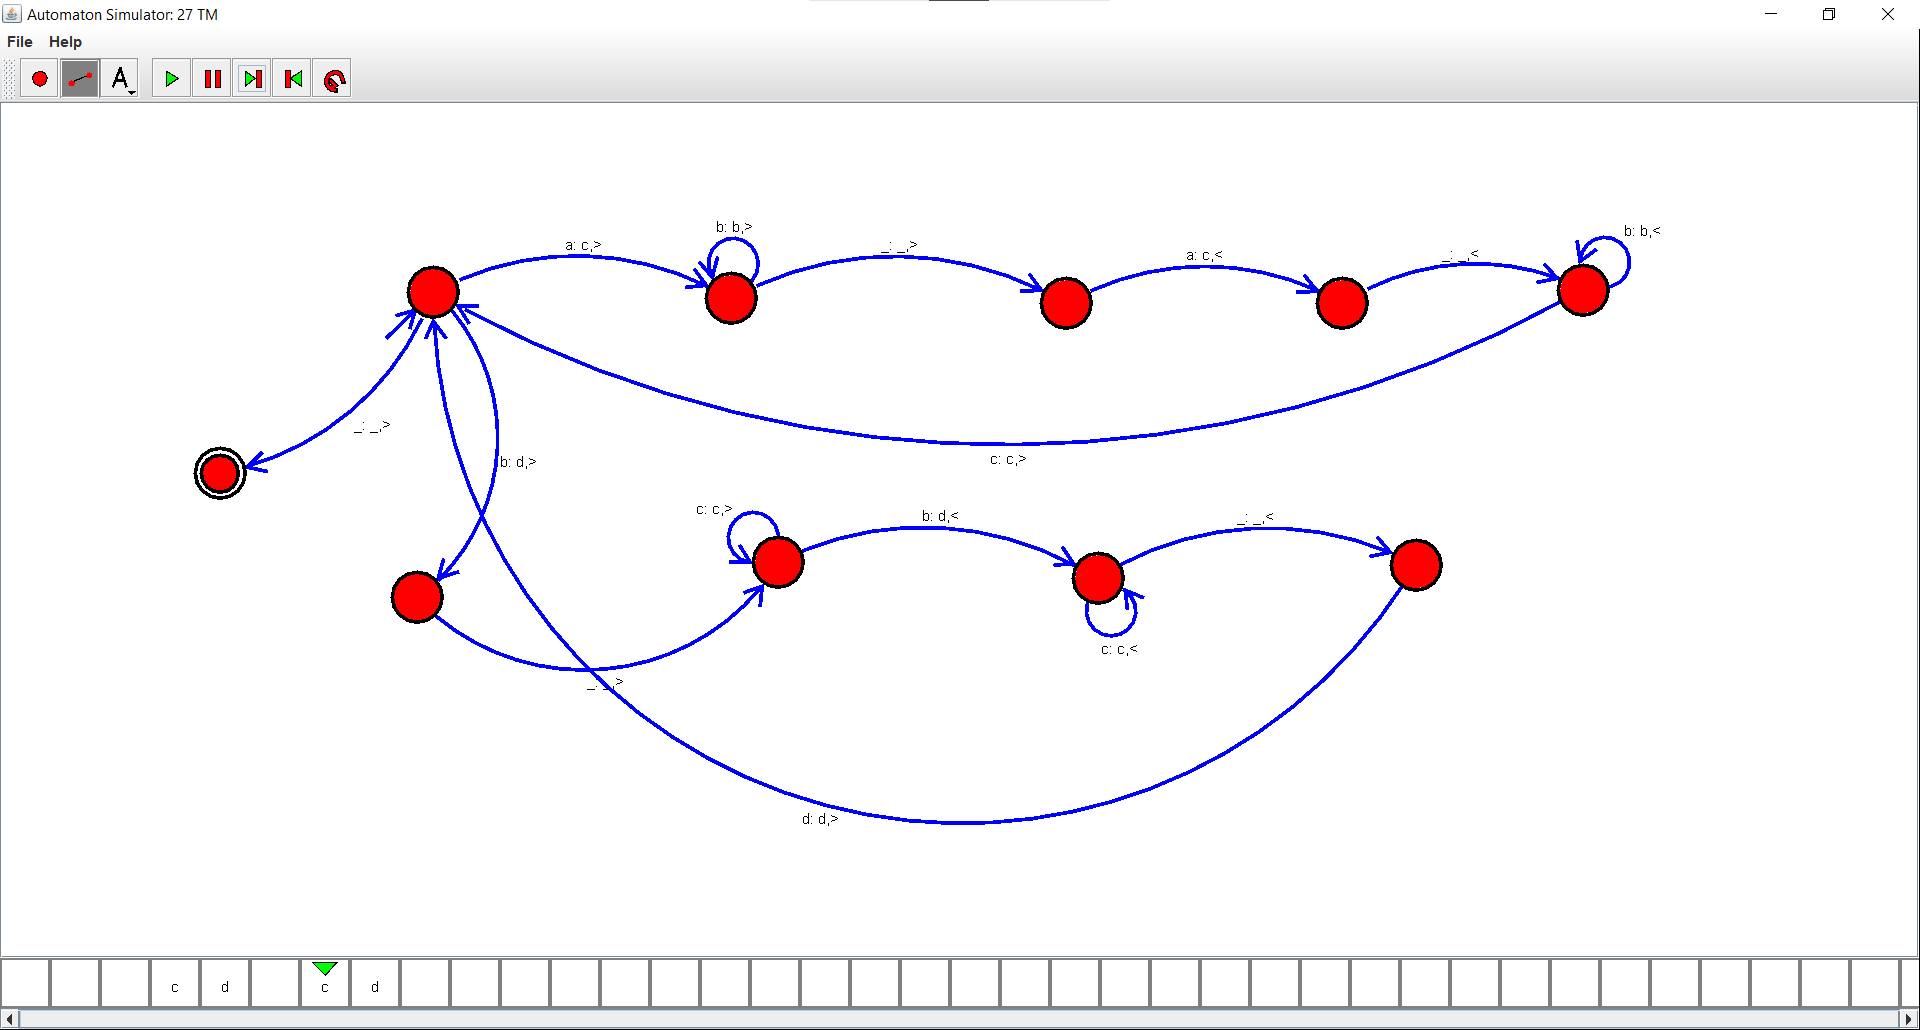 Automaton Simulator: 27 TM
File Help
A
b: b,>
b: b,<
a: c,>
_: _,>
a: c,<
_: _,<
_: _,>
b: d,>
c: c,>
c: c,>
b: d,<
_: _,<
c: c,<
_: _,>
d: d,>
c d c d